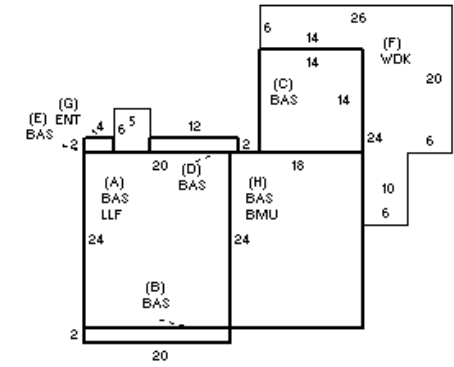 26
6
14
(F)
WDK
14
(C)
BAS
20
14
(G)
ENT
(E)
BAS
4
6
5
12
2
2
24
6
20
(D)
BAS
18
(A)
BAS
LLF
(H)
BAS
BMU
10
6
24
24
(B)
BAS
2
20